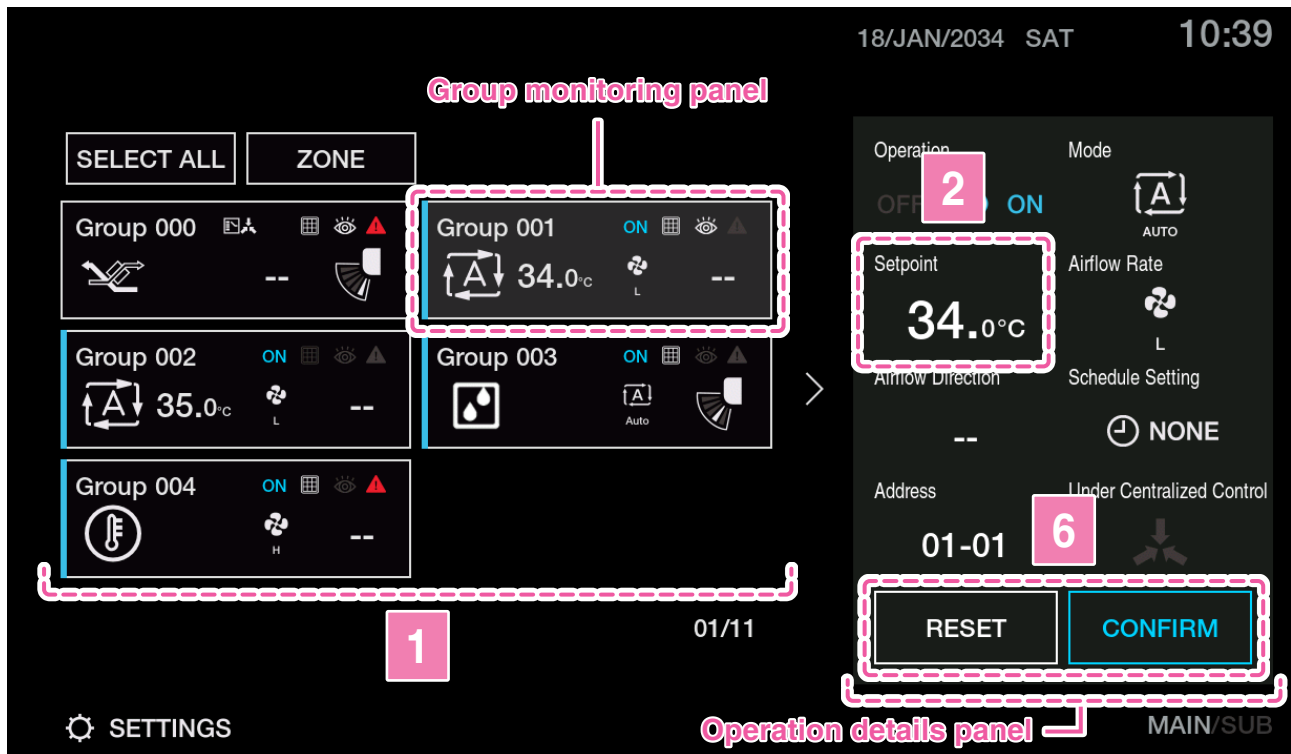 18/JAN/2034 SAT 10:39
Group monitoring panel
SELECT ALL ZONE
Group 000
--
Group 001 ON
A 34.0°C L --
Group 002 ON
A 35.0°C L --
Group 003 ON
A Auto
Group 004 ON
H --
01/11
1
SETTINGS
Operation Mode
2
OFF ON A
AUTO
Setpoint Airflow Rate
34.0°C
L
Airflow Direction Schedule Setting
-- NONE
Address Under Centralized Control
01-01 6
RESET CONFIRM
Operation details panel
MAIN/SUB